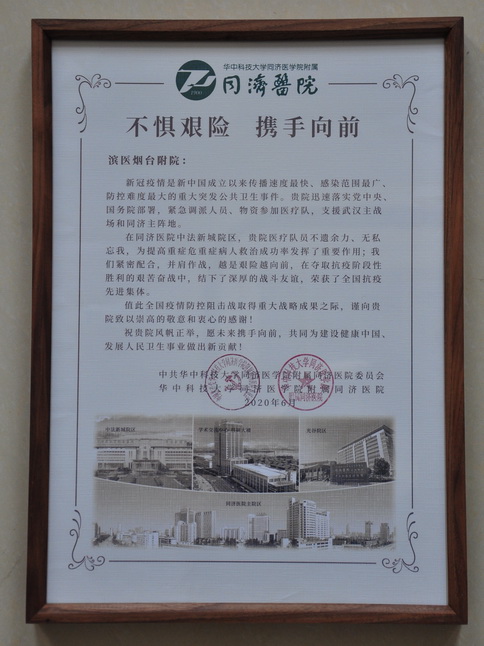 华中科技大学同济医学院附属
同濟醫院
不惧艰险 携手向前
滨医烟台附院：
新冠疫情是新中国成立以来传播速度最快、感染范围最广、
防控难度最大的重大突发公共卫生事件。贵院迅速落实党中央、
国务院部署，紧急调派人员、物资参加医疗队，支援武汉主战
场和同济主阵地。
在同济医院中法新城院区，贵院医疗队员不遗余力、无私
忘我，为提高重症危重症病人救治成功率发挥了重要作用；我
们紧密配合，并肩作战，越是艰险越向前，在夺取抗疫阶段性
胜利的艰苦奋战中，结下了深厚的战斗友谊，荣获了全国抗疫
先进集体。
值此全国疫情防控阻击战取得重大战略成果之际，谨向贵
院致以崇高的敬意和衷心的感谢！
祝贵院风帆正举，愿未来携手向前，共同为建设健康中国、
发展人民卫生事业做出新贡献！
中共华中科技大学同济医学院附属同济医院委员会
华中科技大学同济医学院附属同济医院
2020年6月
中法新城院区
光谷院区
同济医院主院区